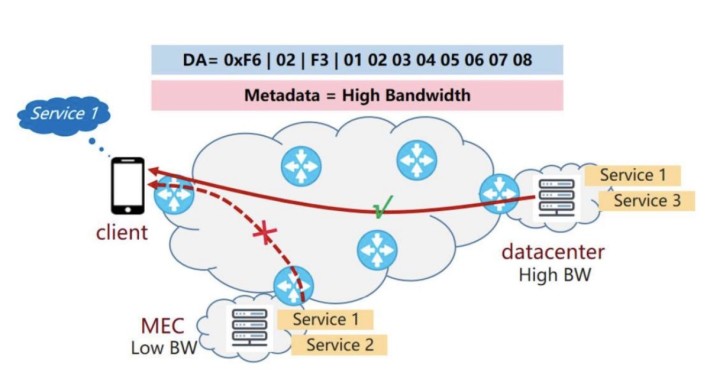 DA= 0xF6 | 02 | F3 | 01 02 03 04 05 06 07 08
Metadata = High Bandwidth
Service 1
client
Service 1
Service 3
datacenter
High BW
MEC
Low BW
Service 1
Service 2